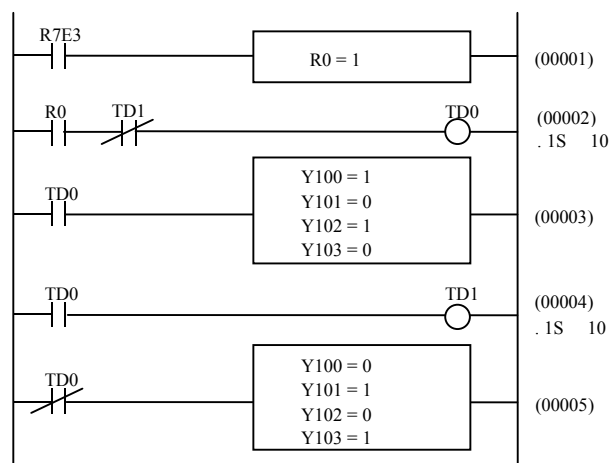 R7E3
R0 = 1
(00001)
R0 TD1 TD0
(00002)
. 1S 10
TD0
Y100 = 1
Y101 = 0
Y102 = 1
Y103 = 0
(00003)
TD0 TD1
(00004)
. 1S 10
TD0
Y100 = 0
Y101 = 1
Y102 = 0
Y103 = 1
(00005)